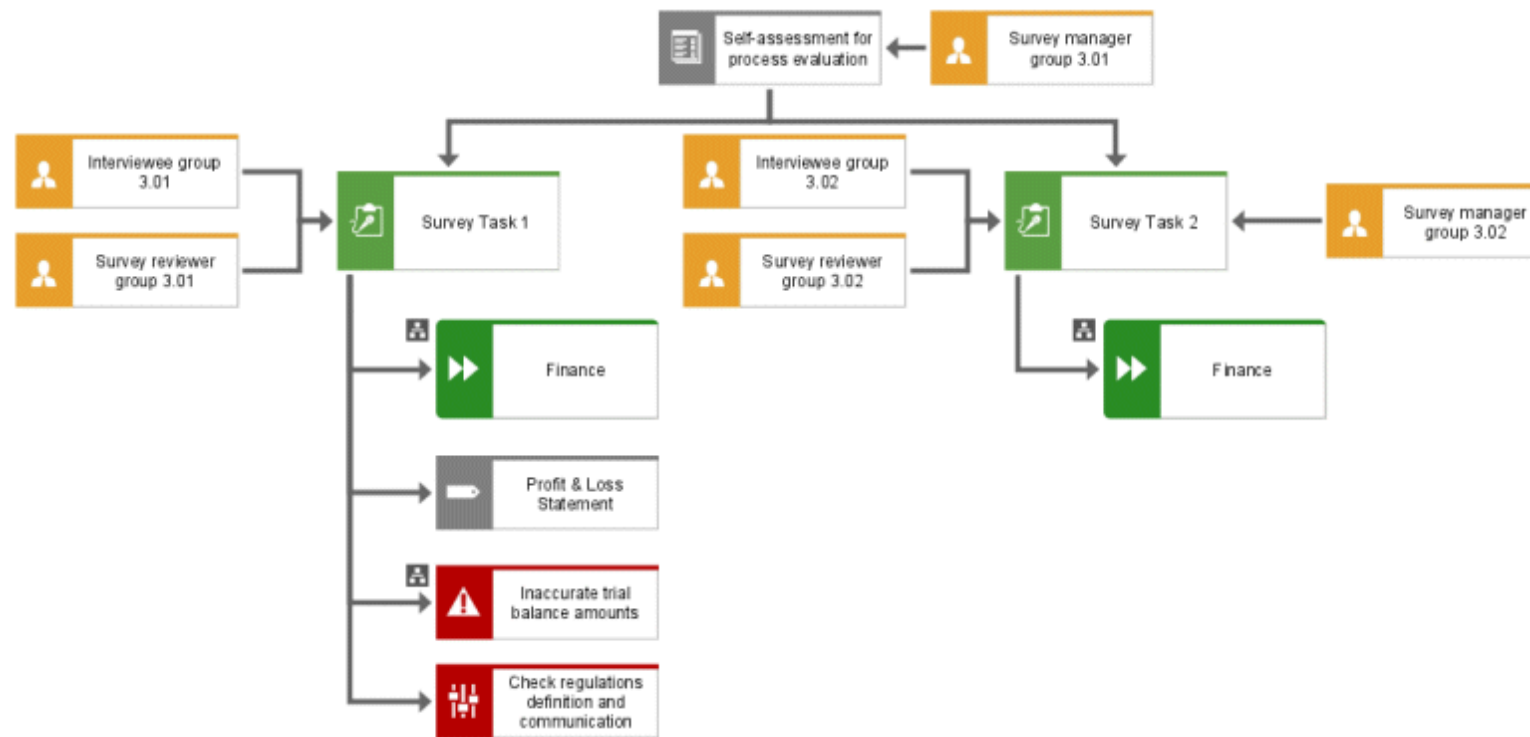 Self-assessment for
process evaluation
Survey manager
group 3.01
Interviewee group
3.01
Survey reviewer
group 3.01
Survey Task 1
Interviewee group
3.02
Survey reviewer
group 3.02
Survey Task 2
Survey manager
group 3.02
Finance
Finance
Profit & Loss
Statement
Inaccurate trial
balance amounts
Check regulations
definition and
communication